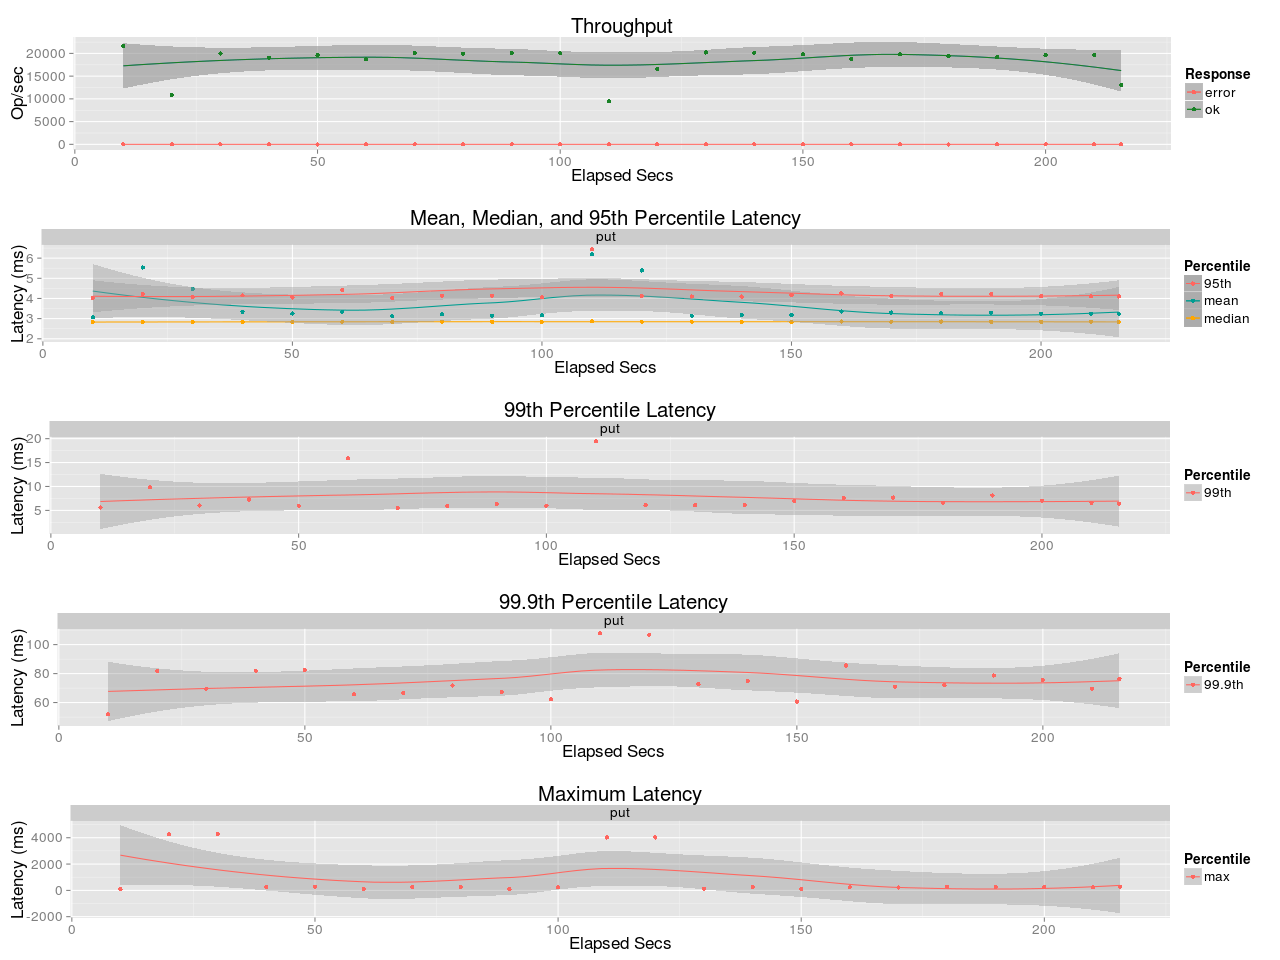 Throughput
Op/sec
20000
15000
10000
5000
0
0 50 100 150 200
Elapsed Secs
Response
error
ok
Mean, Median, and 95th Percentile Latency
put
Latency (ms)
6
5
4
3
2
0 50 100 150 200
Elapsed Secs
Percentile
95th
mean
median
99th Percentile Latency
put
Latency (ms)
20
15
10
5
0 50 100 150 200
Elapsed Secs
Percentile
99th
99.9th Percentile Latency
put
Latency (ms)
100
80
60
0 50 100 150 200
Elapsed Secs
Percentile
99.9th
Maximum Latency
put
Latency (ms)
4000
2000
0
-2000
0 50 100 150 200
Elapsed Secs
Percentile
max